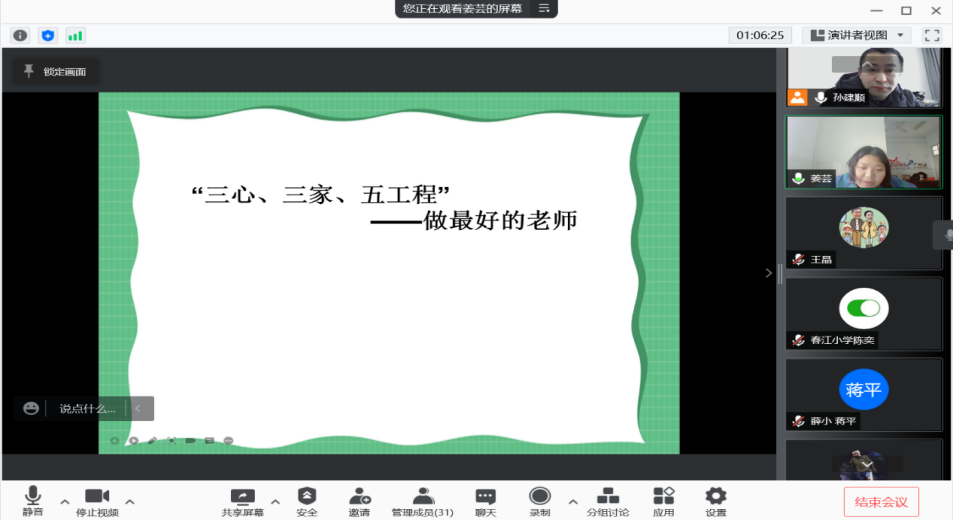 您正在观看姜芸的屏幕
01:06:25
演讲者视图
锁定画面
孙建顺
“三心、三家、五工程”
——做最好的老师
姜芸
王晶
春江小学陈奕
蒋平
薛小 蒋平
说点什么...
静音
停止视频
共享屏幕
安全
邀请
管理成员(31)
聊天
录制
分组讨论
应用
设置
结束会议